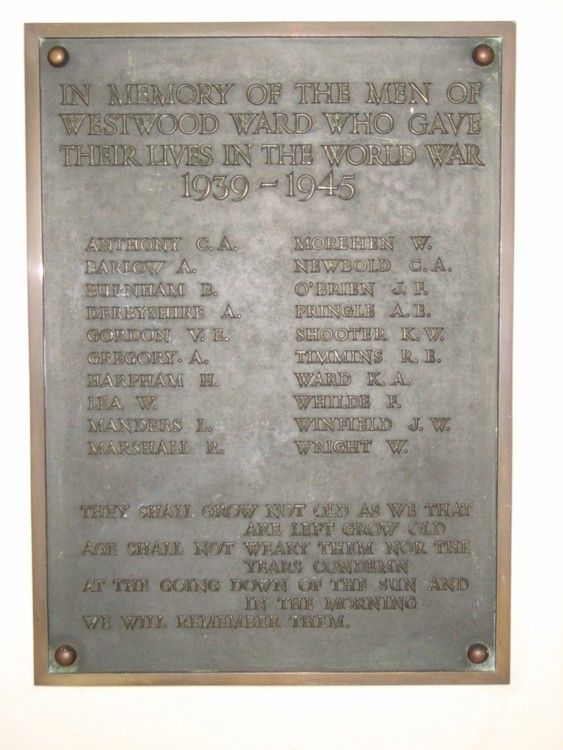 IN MEMORY OF THE MEN OF
WESTWOOD WARD WHO GAVE
THEIR LIVES IN THE WORLD WAR
1939 - 1945
ANTHONY C. A.
BARLOW A.
BURNHAM B.
DERBYSHIRE A.
GORDON V. E.
GREGORY. A.
HARPHAM H.
LEA W.
MANDERS L.
MARSHALL R.
MOREHEN W.
NEWBOLD C. A.
O'BRIEN J. F.
PRINGLE A. E.
SHOOTER K. W.
TIMMINS R. E.
WARD K. A.
WHILDE F.
WINFIELD J. W.
WRIGHT W.
THEY SHALL GROW NOT OLD AS WE THAT
ARE LEFT GROW OLD
AGE SHALL NOT WEARY THEM NOR THE
YEARS CONDEMN
AT THE GOING DOWN OF THE SUN AND
IN THE MORNING
WE WILL REMEMBER THEM.